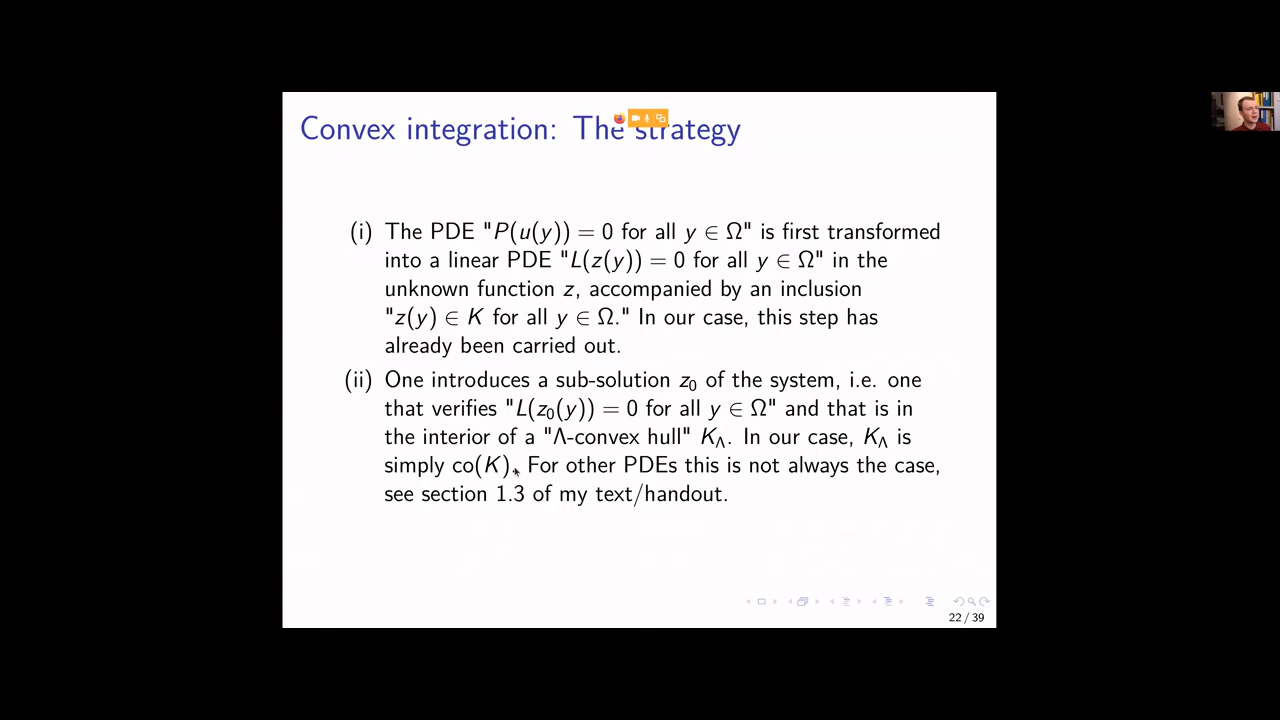 Convex integration: The strategy
(i) The PDE "P(u(y)) = 0 for all y ∈ Ω" is first transformed
into a linear PDE "L(z(y)) = 0 for all y ∈ Ω" in the
unknown function z, accompanied by an inclusion
"z(y) ∈ K for all y ∈ Ω." In our case, this step has
already been carried out.
(ii) One introduces a sub-solution z₀ of the system, i.e. one
that verifies "L(z₀(y)) = 0 for all y ∈ Ω" and that is in
the interior of a "Λ-convex hull" K_Λ. In our case, K_Λ is
simply co(K). For other PDEs this is not always the case,
see section 1.3 of my text/handout.
22 / 39